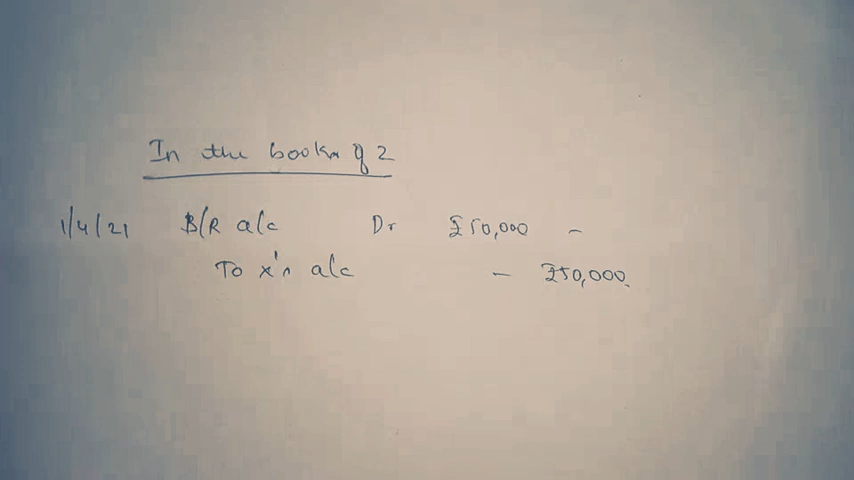 In the books of Z
1/4/21 B/R a/c Dr ₹50,000 -
To X's a/c - ₹50,000.